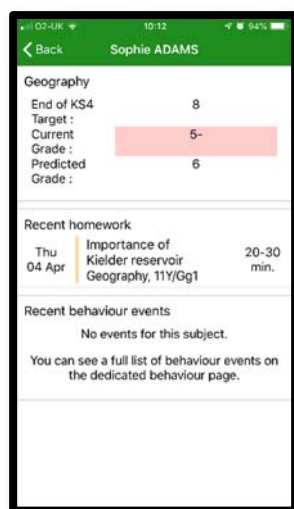 O2-UK 10:12 94%
Back Sophie ADAMS
Geography
End of KS4 8
Target :
Current 5-
Grade :
Predicted 6
Grade :
Recent homework
Thu Importance of 20-30
04 Apr Kielder reservoir min.
Geography, 11Y/Gg1
Recent behaviour events
No events for this subject.
You can see a full list of behaviour events on
the dedicated behaviour page.